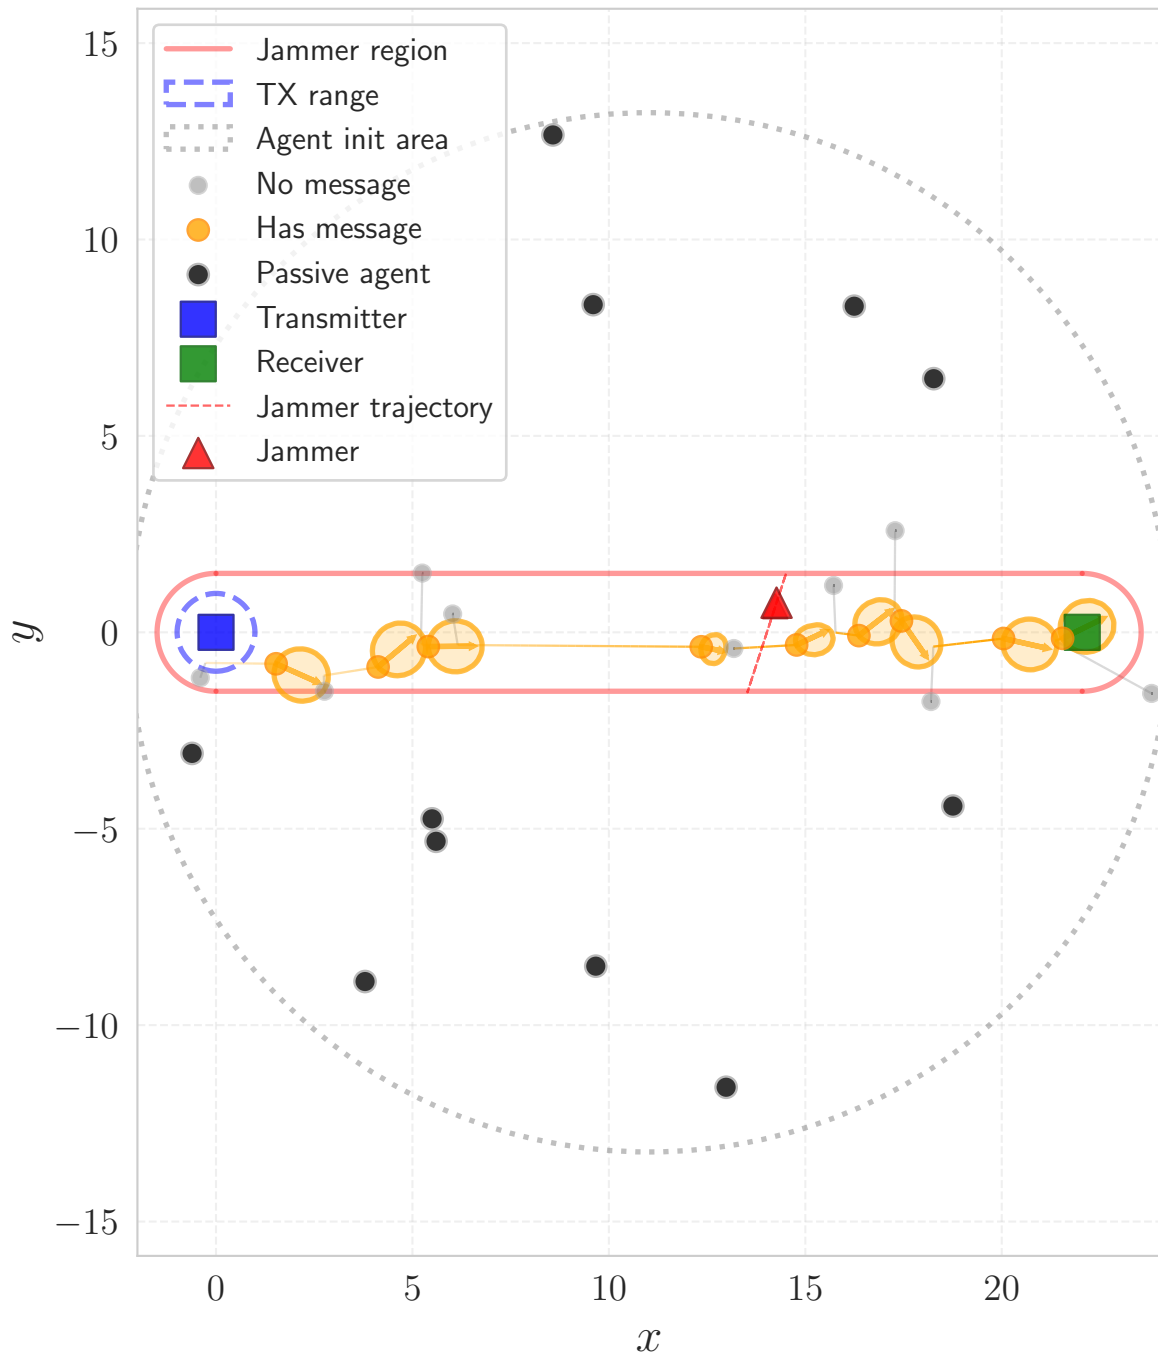 Jammer region
TX range
Agent init area
No message
Has message
Passive agent
Transmitter
Receiver
Jammer trajectory
Jammer
15
10
5
0
−5
−10
−15
y
0
5
10
15
20
x